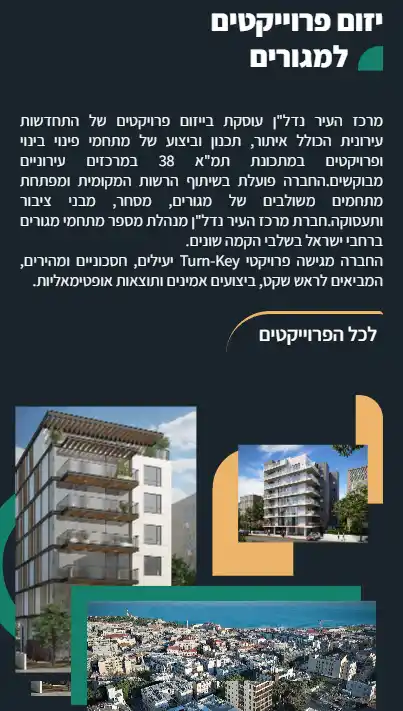 יזום פרוייקטים
למגורים
מרכז העיר נדל"ן עוסקת בייזום פרויקטים של התחדשות
עירונית הכולל איתור, תכנון וביצוע של מתחמי פינוי בינוי
ופרויקטים במתכונת תמ"א 38 במרכזים עירוניים
מבוקשים.החברה פועלת בשיתוף הרשות המקומית ומפתחת
מתחמים משולבים של מגורים, מסחר, מבני ציבור
ותעסוקה.חברת מרכז העיר נדל"ן מנהלת מספר מתחמי מגורים
ברחבי ישראל בשלבי הקמה שונים.
החברה מגישה פרויקטי Turn-Key יעילים, חסכוניים ומהירים,
המביאים לראש שקט, ביצועים אמינים ותוצאות אופטימאליות.
לכל הפרוייקטים